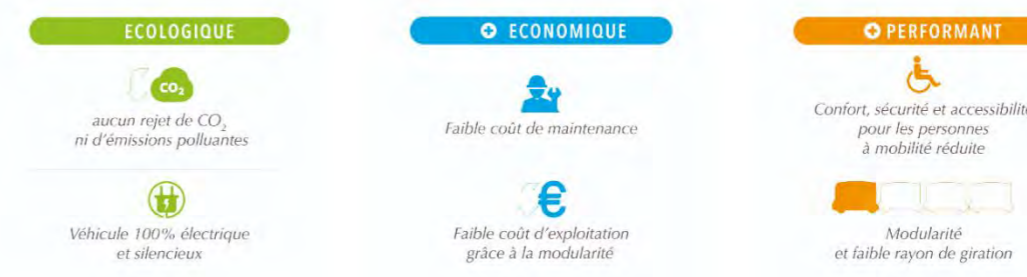 ECOLOGIQUE
CO₂
aucun rejet de CO₂
ni d'émissions polluantes
Véhicule 100% électrique
et silencieux
ECONOMIQUE
Faible coût de maintenance
€
Faible coût d'exploitation
grâce à la modularité
PERFORMANT
Confort, sécurité et accessibilité
pour les personnes
à mobilité réduite
Modularité
et faible rayon de giration